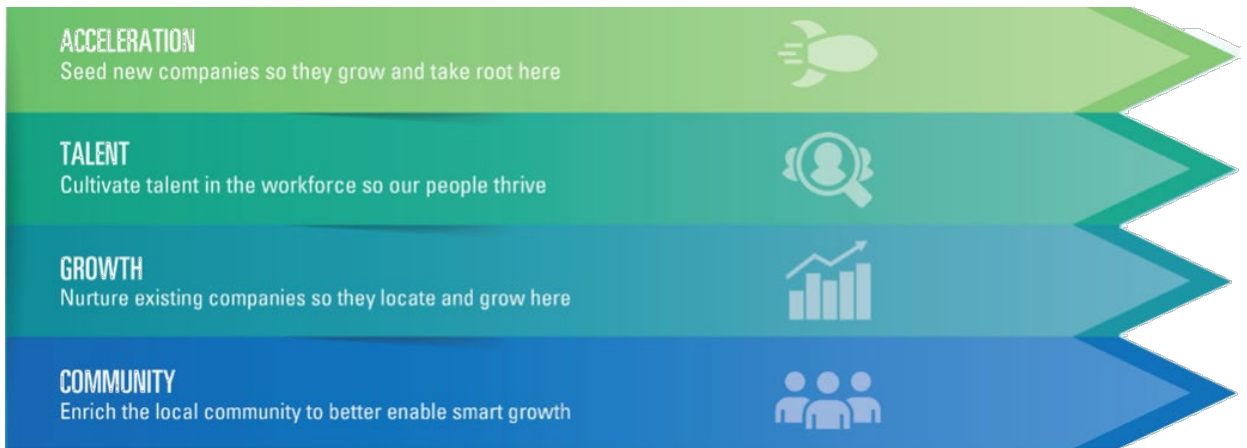 ACCELERATION
Seed new companies so they grow and take root here
TALENT
Cultivate talent in the workforce so our people thrive
GROWTH
Nurture existing companies so they locate and grow here
COMMUNITY
Enrich the local community to better enable smart growth